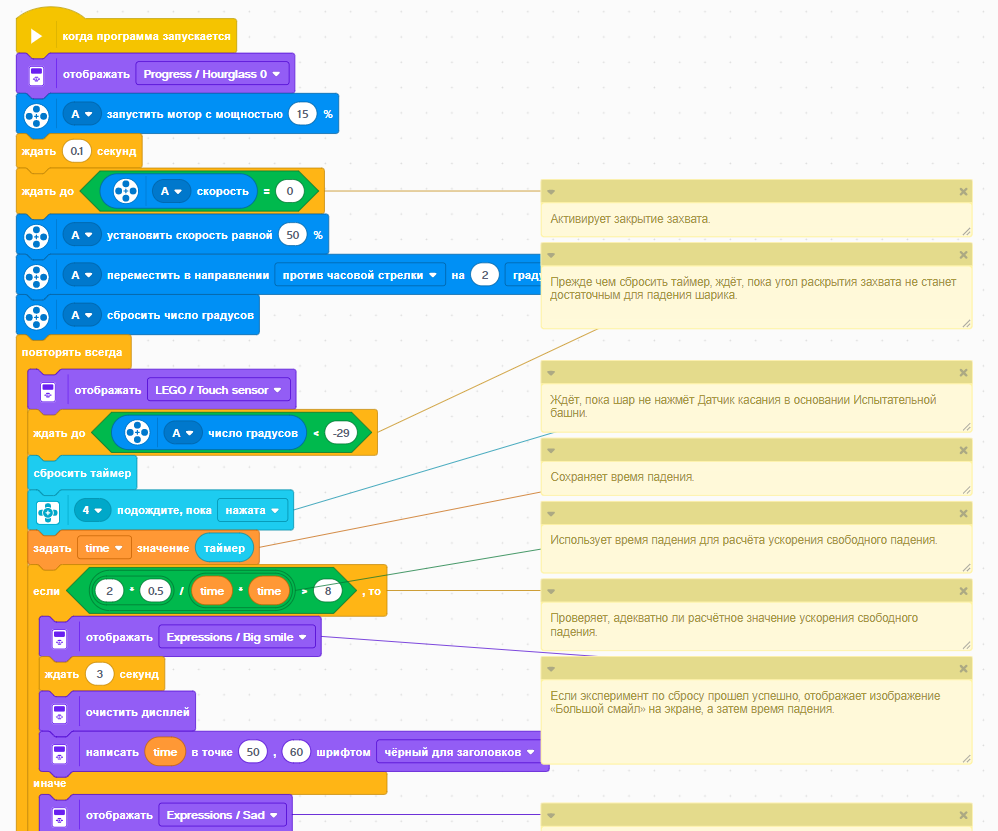 когда программа запускается
отображать Progress / Hourglass 0
A запустить мотор с мощностью 15 %
ждать 0.1 секунд
ждать до A скорость = 0
Активирует закрытие захвата.
A установить скорость равной 50 %
A переместить в направлении против часовой стрелки на 2
Прежде чем сбросить таймер, ждёт, пока угол раскрытия захвата не станет
достаточным для падения шарика.
A сбросить число градусов
повторять всегда
отображать LEGO / Touch sensor
ждать до A число градусов < -29
Ждёт, пока шар не нажмёт Датчик касания в основании Испытательной
башни.
сбросить таймер
Сохраняет время падения.
4 подождите, пока нажата
задать time значение таймер
Использует время падения для расчёта ускорения свободного падения.
если 2 * 0.5 / time * time > 8 , то
Проверяет, адекватно ли расчётное значение ускорения свободного
падения.
отображать Expressions / Big smile
ждать 3 секунд
Если эксперимент по сбросу прошел успешно, отображает изображение
«Большой смайл» на экране, а затем время падения.
очистить дисплей
написать time в точке 50 , 60 шрифтом чёрный для заголовков
иначе
отображать Expressions / Sad